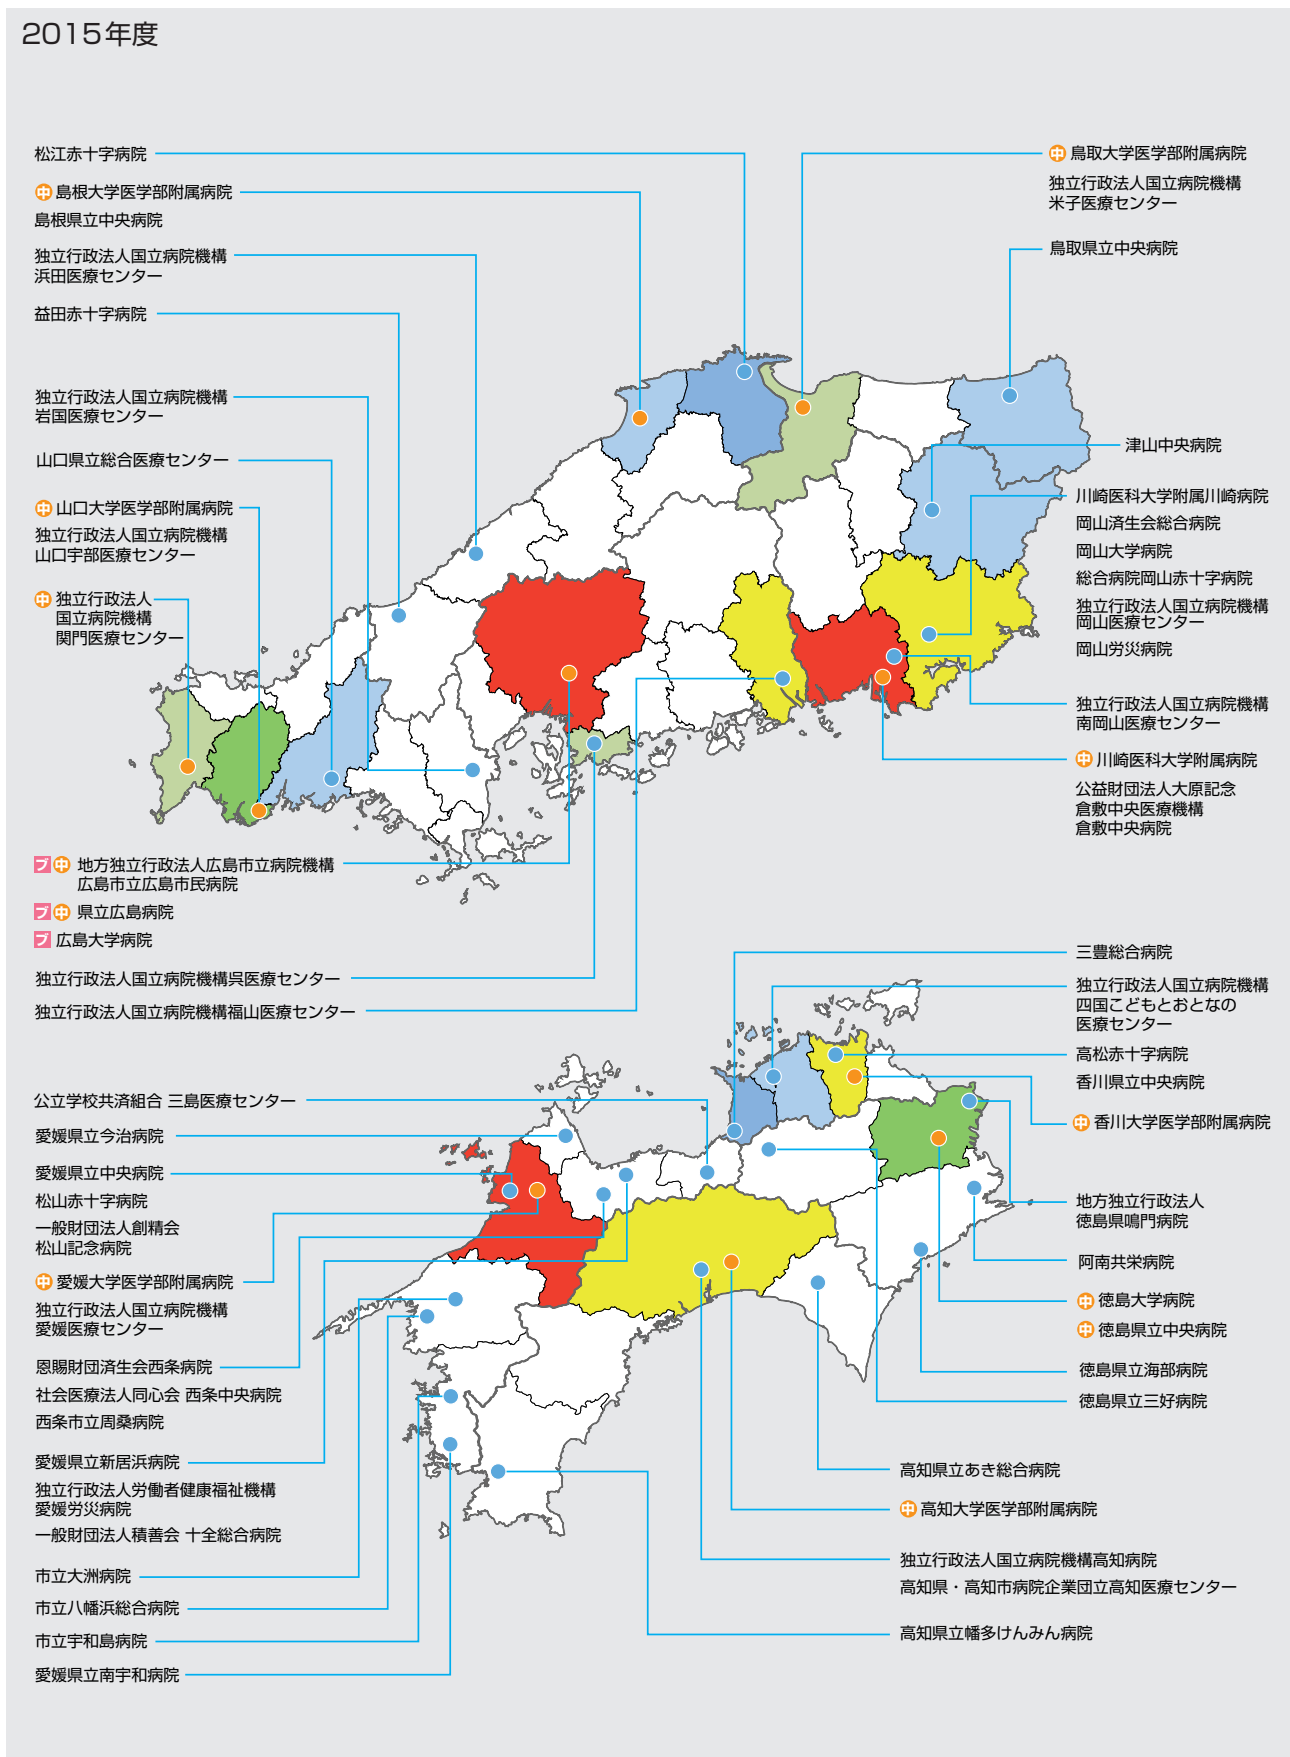 2015年度
松江赤十字病院
中 島根大学医学部附属病院
島根県立中央病院
独立行政法人国立病院機構
浜田医療センター
益田赤十字病院
独立行政法人国立病院機構
岩国医療センター
山口県立総合医療センター
中 山口大学医学部附属病院
独立行政法人国立病院機構
山口宇部医療センター
中 独立行政法人
国立病院機構
関門医療センター
ブ 中 地方独立行政法人広島市立病院機構
広島市立広島市民病院
ブ 中 県立広島病院
ブ 広島大学病院
独立行政法人国立病院機構呉医療センター
独立行政法人国立病院機構福山医療センター
中 鳥取大学医学部附属病院
独立行政法人国立病院機構
米子医療センター
鳥取県立中央病院
津山中央病院
川崎医科大学附属川崎病院
岡山済生会総合病院
岡山大学病院
総合病院岡山赤十字病院
独立行政法人国立病院機構
岡山医療センター
岡山労災病院
独立行政法人国立病院機構
南岡山医療センター
中 川崎医科大学附属病院
公益財団法人大原記念
倉敷中央医療機構
倉敷中央病院
三豊総合病院
独立行政法人国立病院機構
四国こどもとおとなの
医療センター
高松赤十字病院
香川県立中央病院
中 香川大学医学部附属病院
地方独立行政法人
徳島県鳴門病院
阿南共栄病院
中 徳島大学病院
中 徳島県立中央病院
徳島県立海部病院
徳島県立三好病院
高知県立あき総合病院
中 高知大学医学部附属病院
独立行政法人国立病院機構高知病院
高知県・高知市病院企業団立高知医療センター
高知県立幡多けんみん病院
公立学校共済組合 三島医療センター
愛媛県立今治病院
愛媛県立中央病院
松山赤十字病院
一般財団法人創精会
松山記念病院
中 愛媛大学医学部附属病院
独立行政法人国立病院機構
愛媛医療センター
恩賜財団済生会西条病院
社会医療法人同心会 西条中央病院
西条市立周桑病院
愛媛県立新居浜病院
独立行政法人労働者健康福祉機構
愛媛労災病院
一般財団法人積善会 十全総合病院
市立大洲病院
市立八幡浜総合病院
市立宇和島病院
愛媛県立南宇和病院